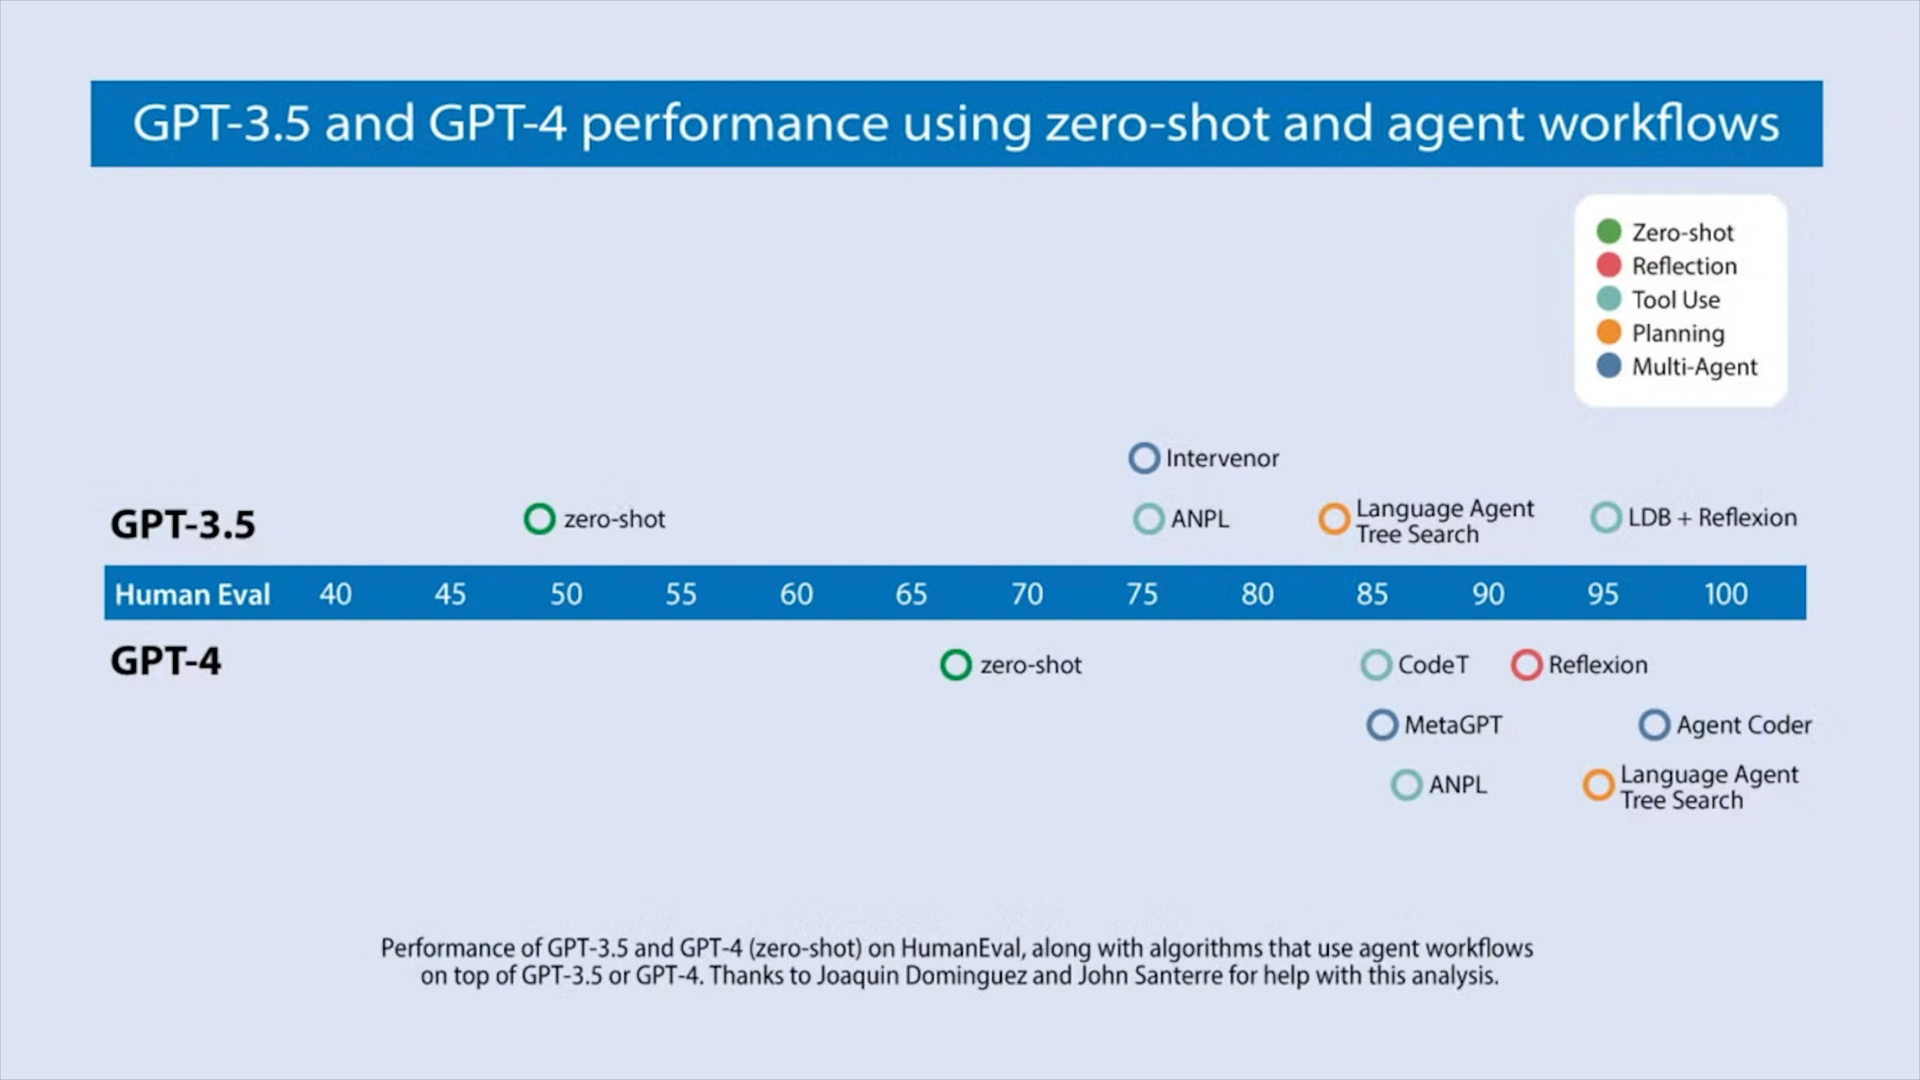 GPT-3.5 and GPT-4 performance using zero-shot and agent workflows
Zero-shot
Reflection
Tool Use
Planning
Multi-Agent
Intervenor
GPT-3.5
zero-shot
ANPL
Language Agent
Tree Search
LDB + Reflexion
Human Eval 40 45 50 55 60 65 70 75 80 85 90 95 100
GPT-4
zero-shot
CodeT
Reflexion
MetaGPT
Agent Coder
ANPL
Language Agent
Tree Search
Performance of GPT-3.5 and GPT-4 (zero-shot) on HumanEval, along with algorithms that use agent workflows
on top of GPT-3.5 or GPT-4. Thanks to Joaquin Dominguez and John Santerre for help with this analysis.